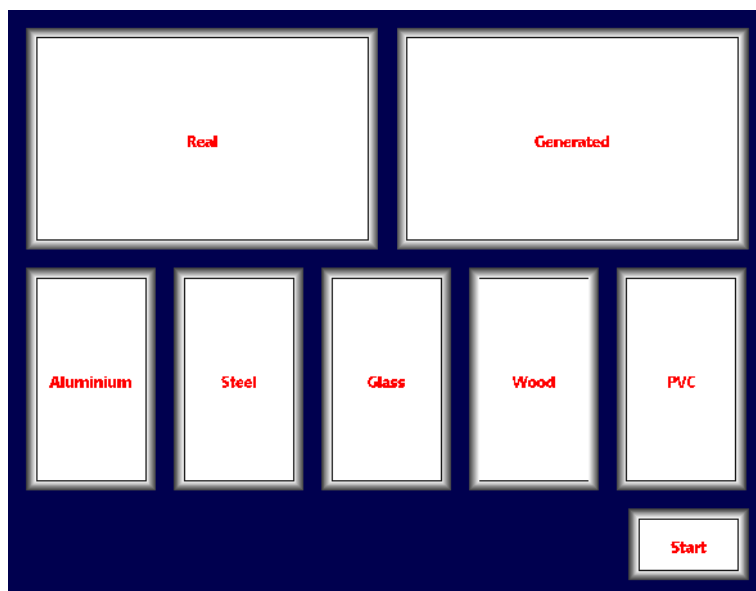 Real
Generated
Aluminium
Steel
Glass
Wood
PVC
Start